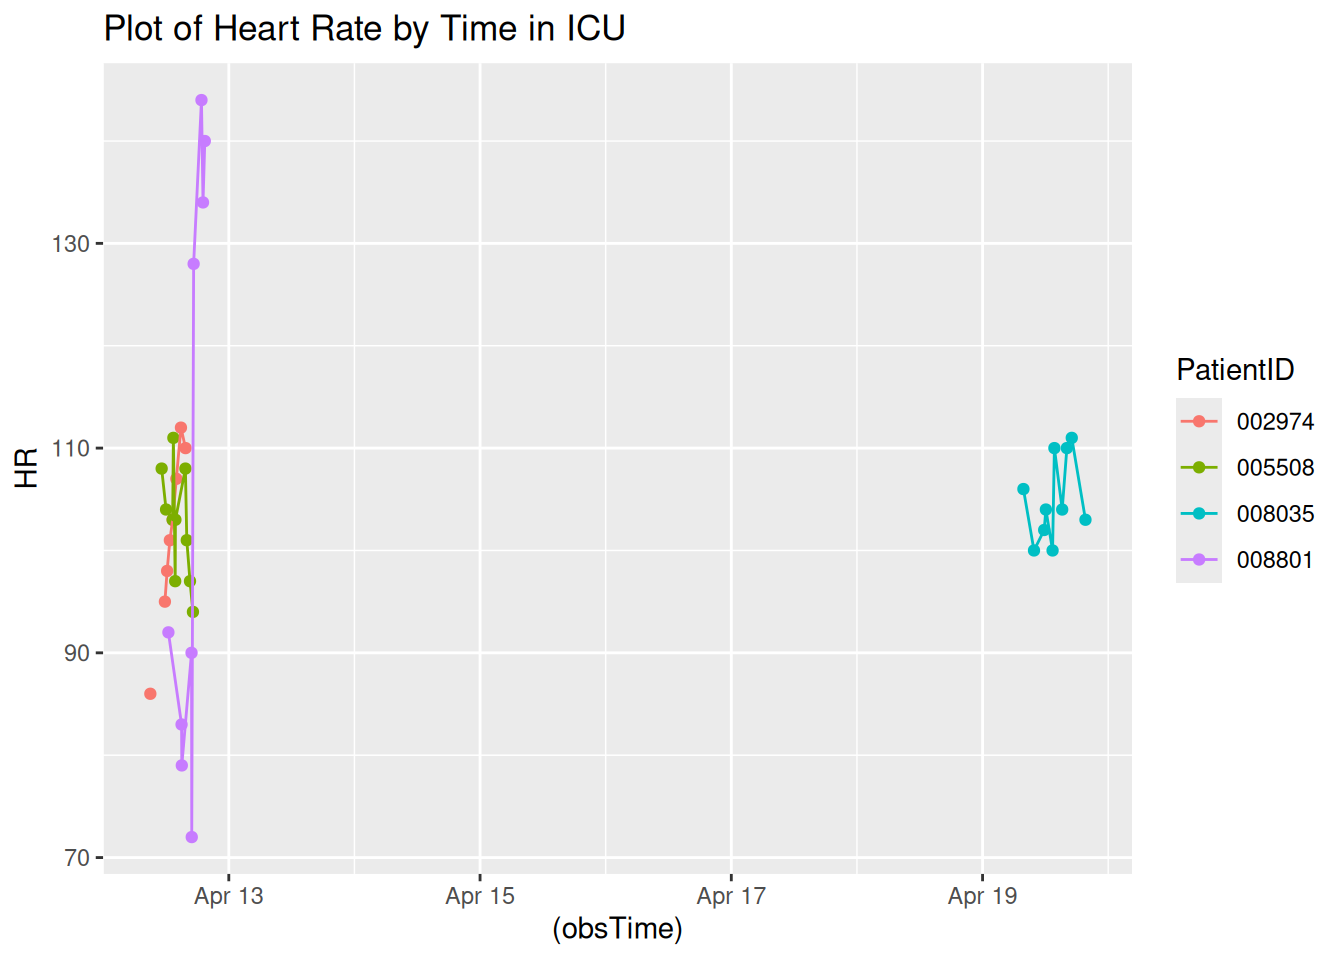 Plot of Heart Rate by Time in ICU
HR
130
110
90
70
Apr 13
Apr 15
Apr 17
Apr 19
(obsTime)
PatientID
002974
005508
008035
008801